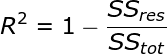 R² = 1 − SS_res / SS_tot